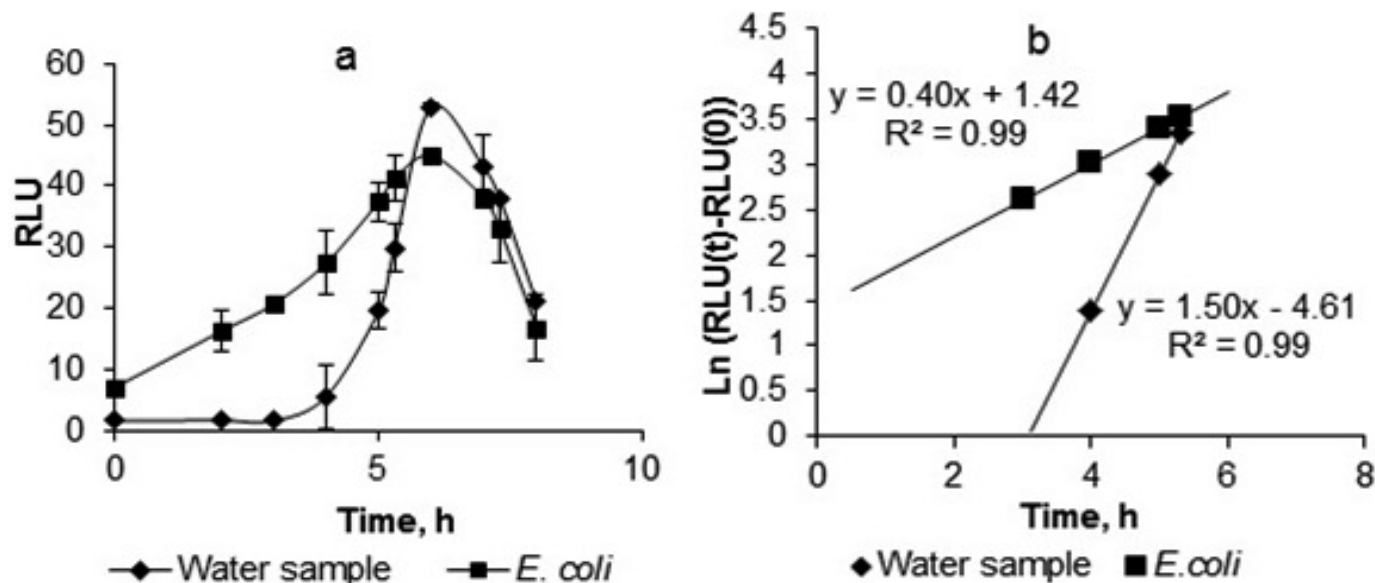 a
RLU
60
50
40
30
20
10
0
0 5 10
Time, h
Water sample E. coli
b
Ln (RLU(t)-RLU(0))
4.5
4
3.5
3
2.5
2
1.5
1
0.5
0
y = 0.40x + 1.42
R² = 0.99
y = 1.50x - 4.61
R² = 0.99
0 2 4 6 8
Time, h
Water sample E.coli